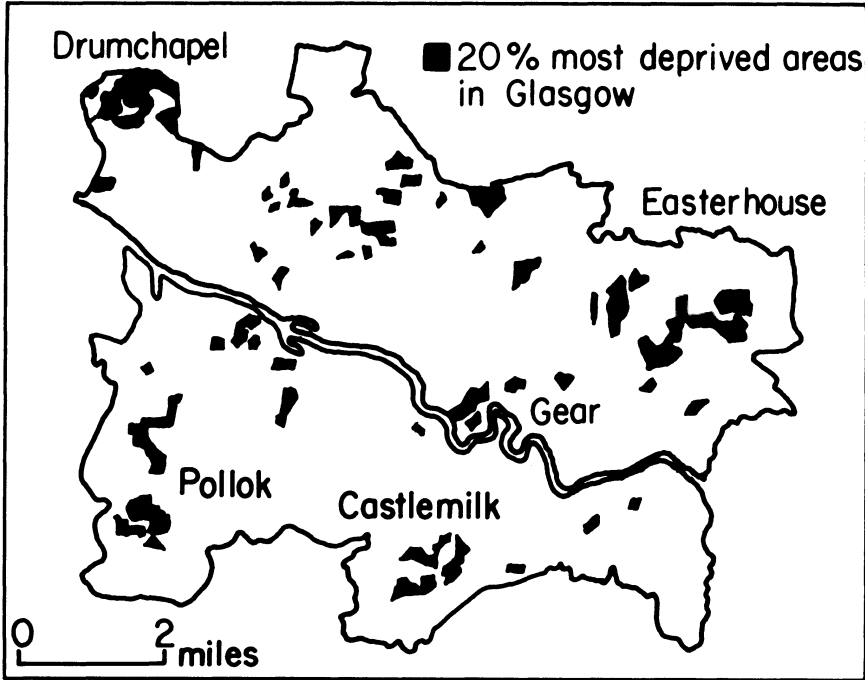 Drumchapel
20% most deprived areas
in Glasgow
Easterhouse
Gear
Pollok
Castlemilk
0 2 miles